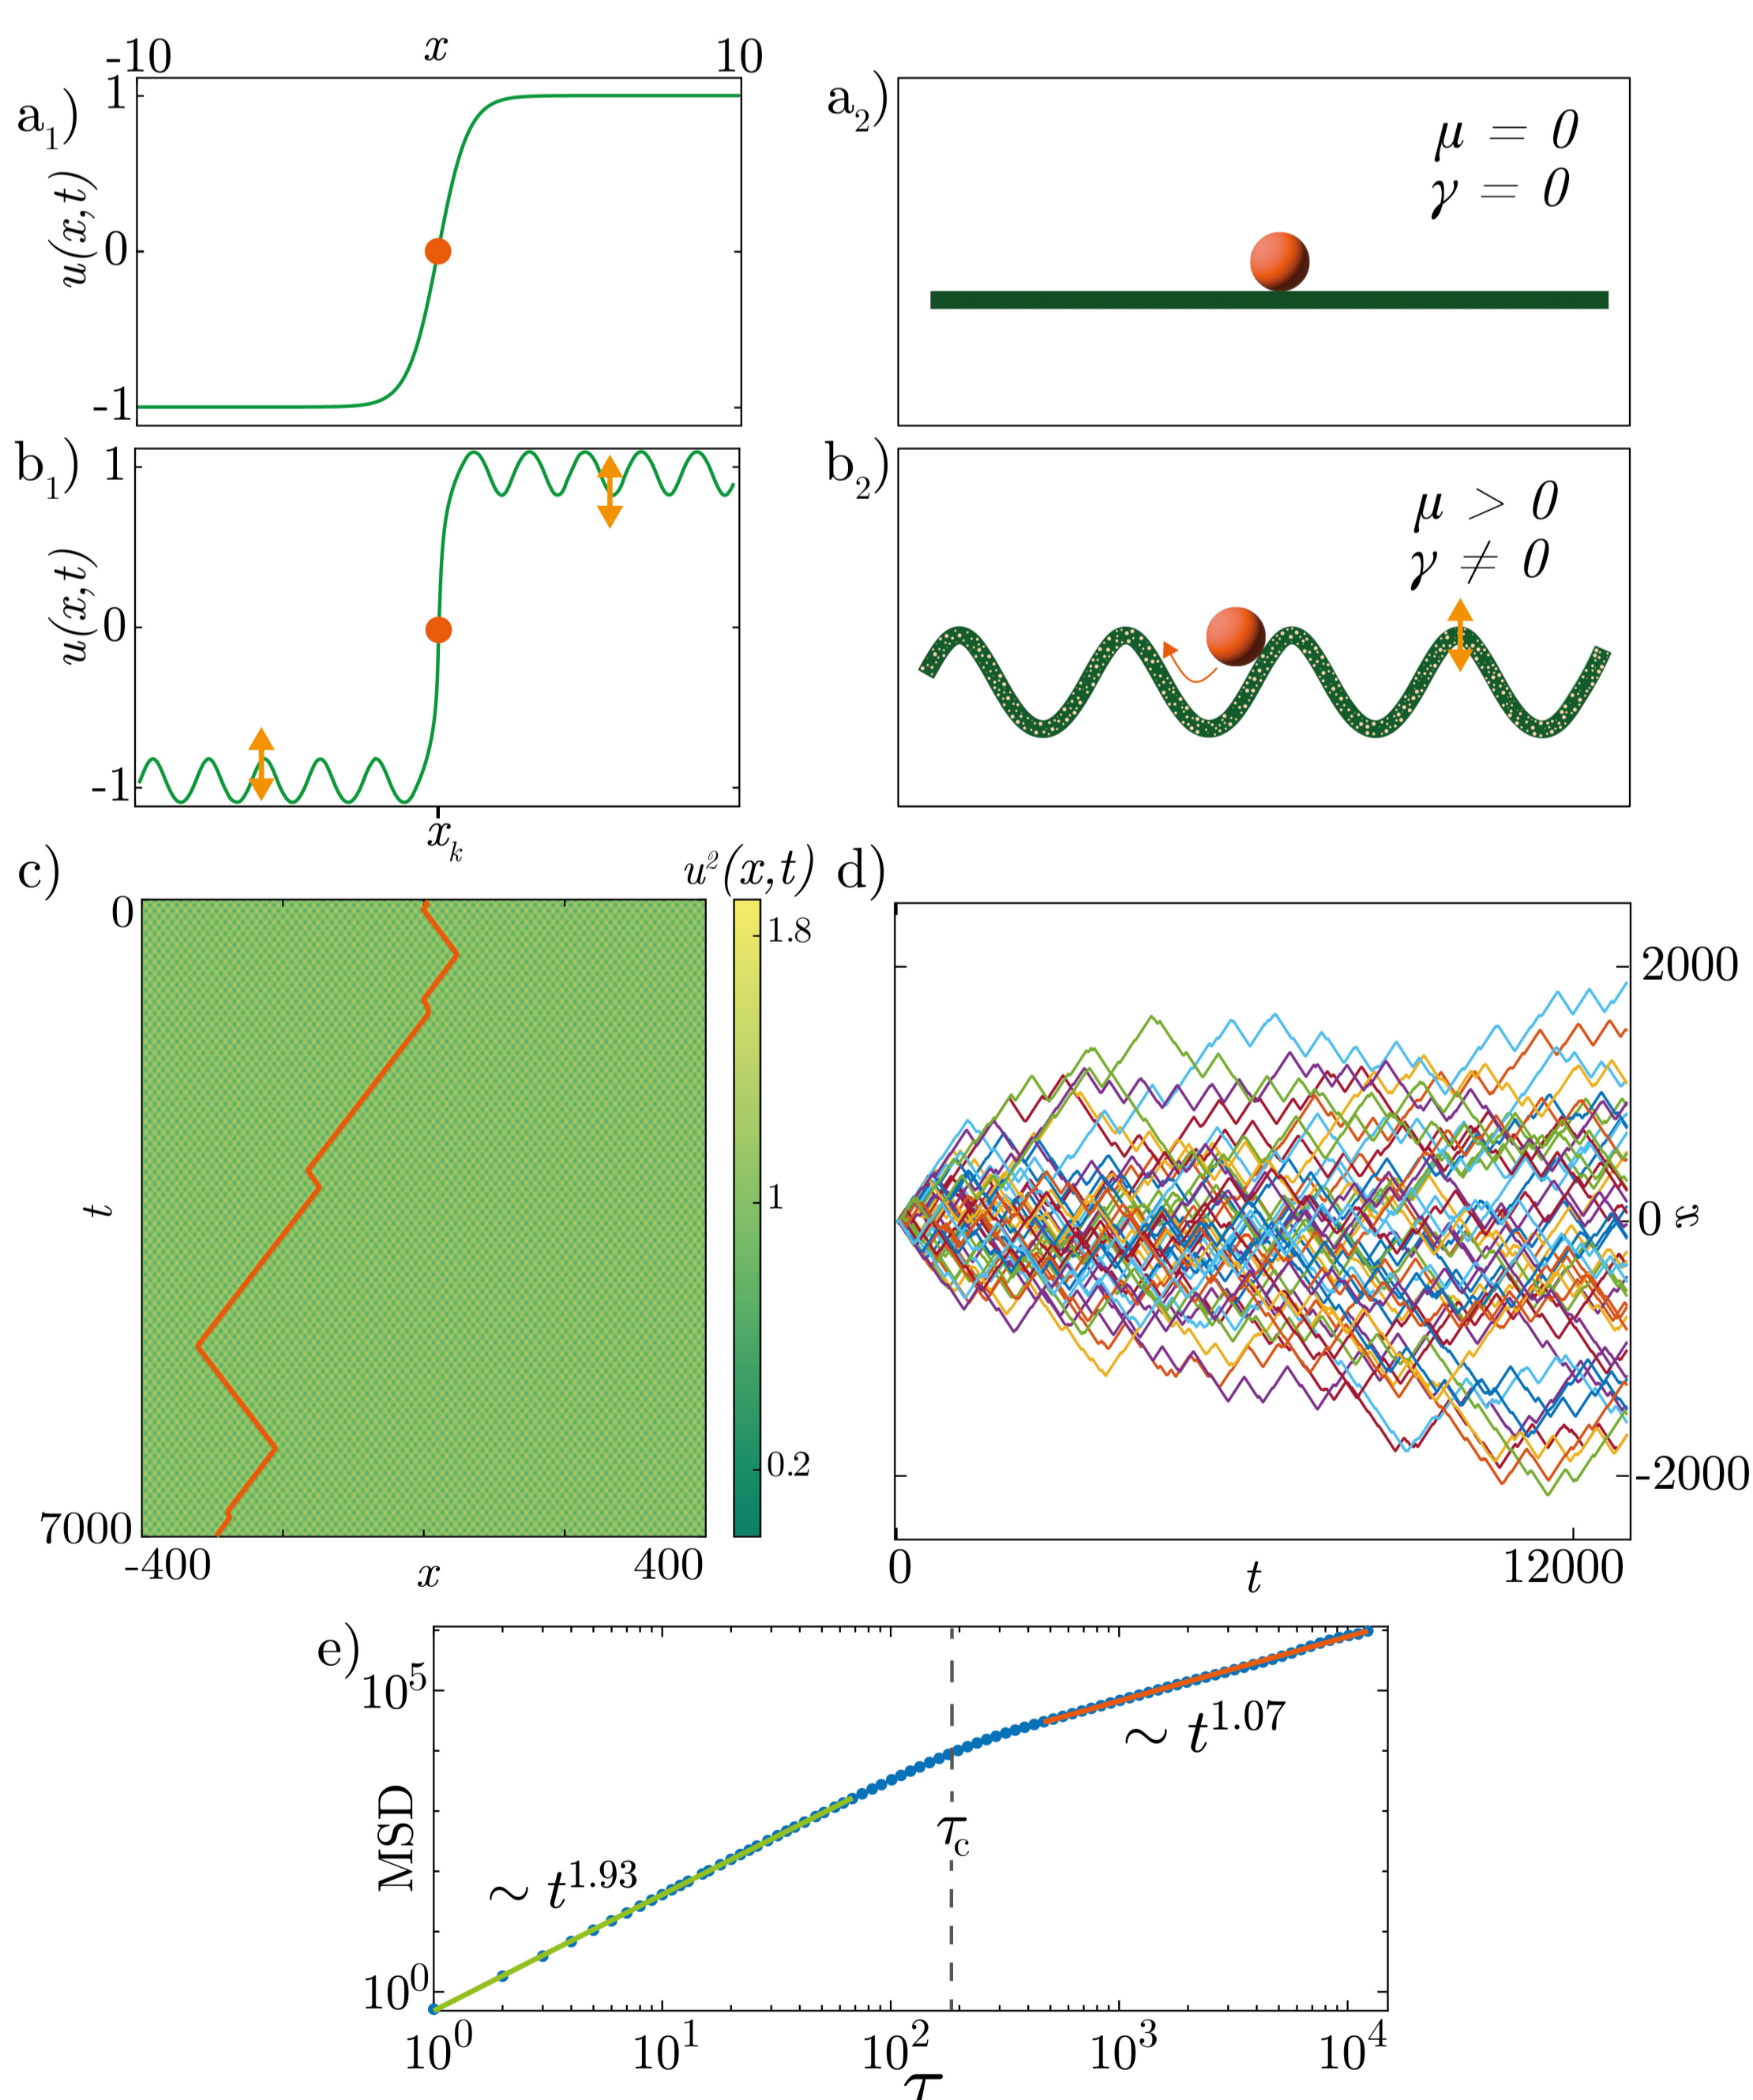 -10 x 10
a1)
1
0
-1
u(x,t)
a2)
μ = 0
γ = 0
b1)
1
0
-1
u(x,t)
xk
b2)
μ > 0
γ ≠ 0
c)
0
t
7000
-400 x 400
u²(x,t)
1.8
1
0.2
d)
2000
0 x
-2000
0 t 12000
e)
10⁵
MSD
10⁰
~ t^1.93
~ t^1.07
τc
10⁰ 10¹ 10² 10³ 10⁴
τ